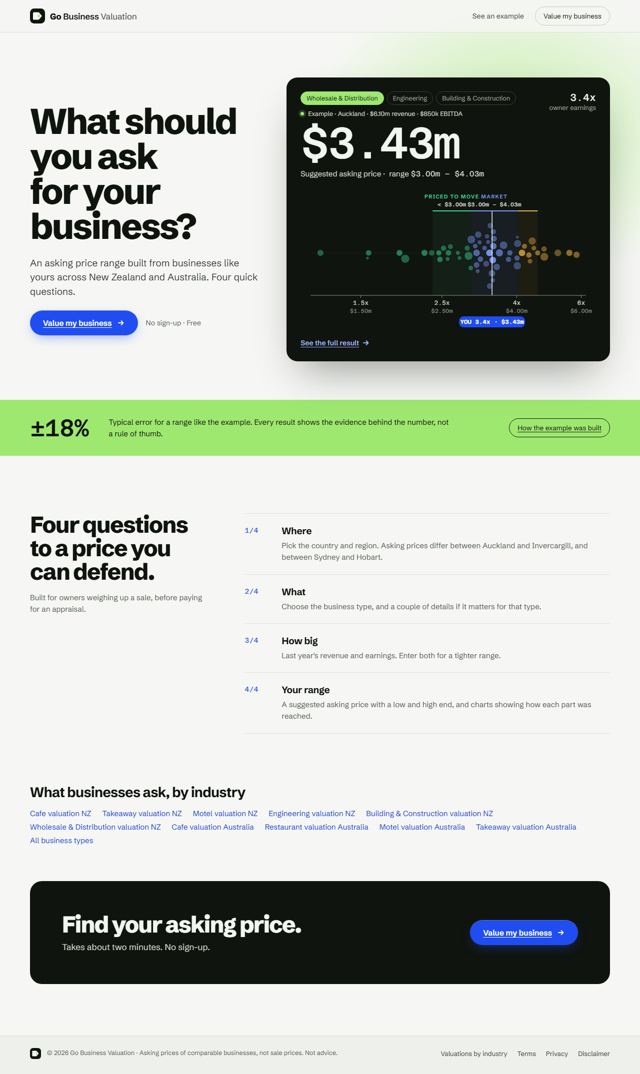 Go Business Valuation
See an example
Value my business
What should
you ask
for your
business?
An asking price range built from businesses like
yours across New Zealand and Australia. Four quick
questions.
Value my business →
No sign-up · Free
Wholesale & Distribution
Engineering
Building & Construction
3.4x
owner earnings
Example · Auckland · $6.10m revenue · $850k EBITDA
$3.43m
Suggested asking price · range $3.00m – $4.03m
PRICED TO MOVE MARKET
< $3.00m $3.00m – $4.03m
1.5x
$1.50m
2.5x
$2.50m
4x
$4.00m
6x
$6.00m
YOU 3.4x · $3.43m
See the full result →
±18%
Typical error for a range like the example. Every result shows the evidence behind the number, not
a rule of thumb.
How the example was built
Four questions
to a price you
can defend.
Built for owners weighing up a sale, before paying
for an appraisal.
1/4
Where
Pick the country and region. Asking prices differ between Auckland and Invercargill, and
between Sydney and Hobart.
2/4
What
Choose the business type, and a couple of details if it matters for that type.
3/4
How big
Last year's revenue and earnings. Enter both for a tighter range.
4/4
Your range
A suggested asking price with a low and high end, and charts showing how each part was
reached.
What businesses ask, by industry
Cafe valuation NZ Takeaway valuation NZ Motel valuation NZ Engineering valuation NZ Building & Construction valuation NZ
Wholesale & Distribution valuation NZ Cafe valuation Australia Restaurant valuation Australia Motel valuation Australia Takeaway valuation Australia
All business types
Find your asking price.
Takes about two minutes. No sign-up.
Value my business →
© 2026 Go Business Valuation · Asking prices of comparable businesses, not sale prices. Not advice.
Valuations by industry Terms Privacy Disclaimer